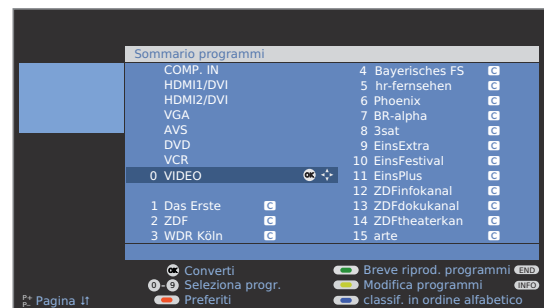 Sommario programmi
COMP. IN
HDMI1/DVI
HDMI2/DVI
VGA
AVS
DVD
VCR
0 VIDEO OK
1 Das Erste C
2 ZDF C
3 WDR Köln C
4 Bayerisches FS C
5 hr-fernsehen C
6 Phoenix C
7 BR-alpha C
8 3sat C
9 EinsExtra C
10 EinsFestival C
11 EinsPlus C
12 ZDFinfokanal C
13 ZDFdokukanal C
14 ZDFtheaterkan C
15 arte C
OK Converti
0-9 Seleziona progr.
P+ P- Pagina
Preferiti
Breve riprod. programmi END
Modifica programmi INFO
classif. in ordine alfabetico